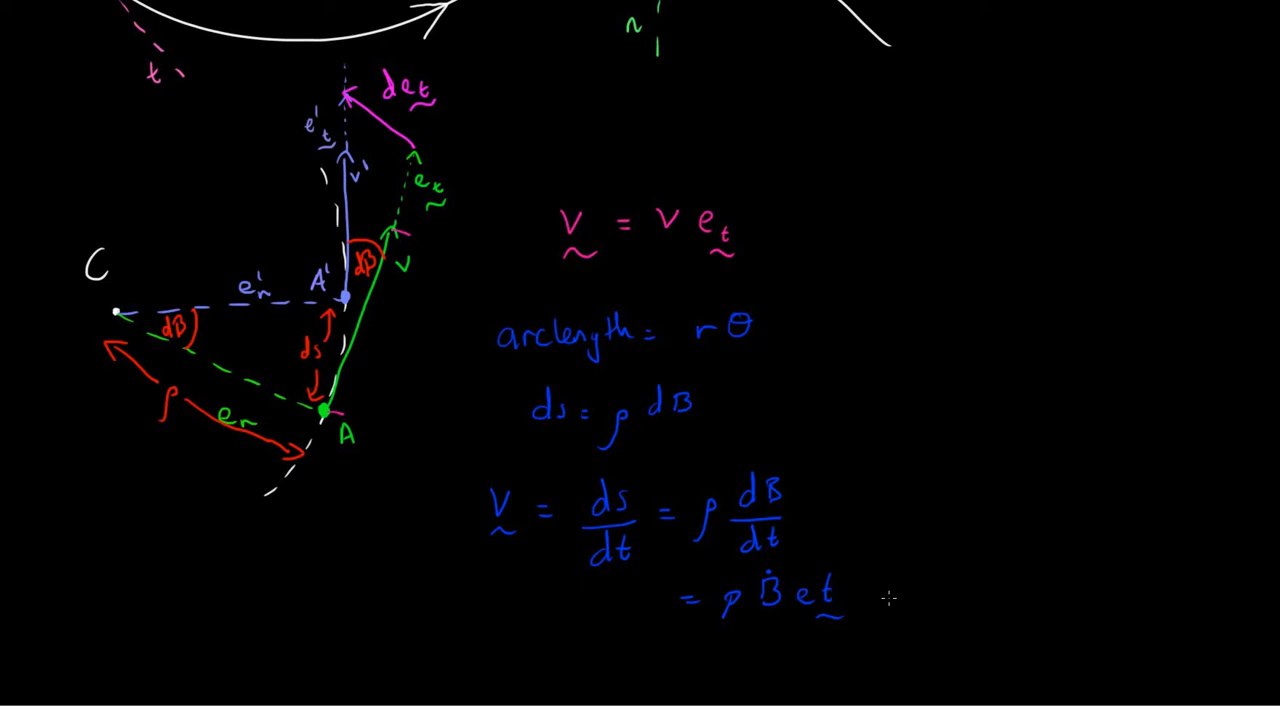 t
n
de_t
e'_t
v'
e_t
v = v e_t
C
dβ
v
e'_n A'
dβ
ds
arclength = rθ
ρ
e_n
A
ds = ρ dβ
v = ds/dt = ρ dβ/dt
= ρ β̇ e_t